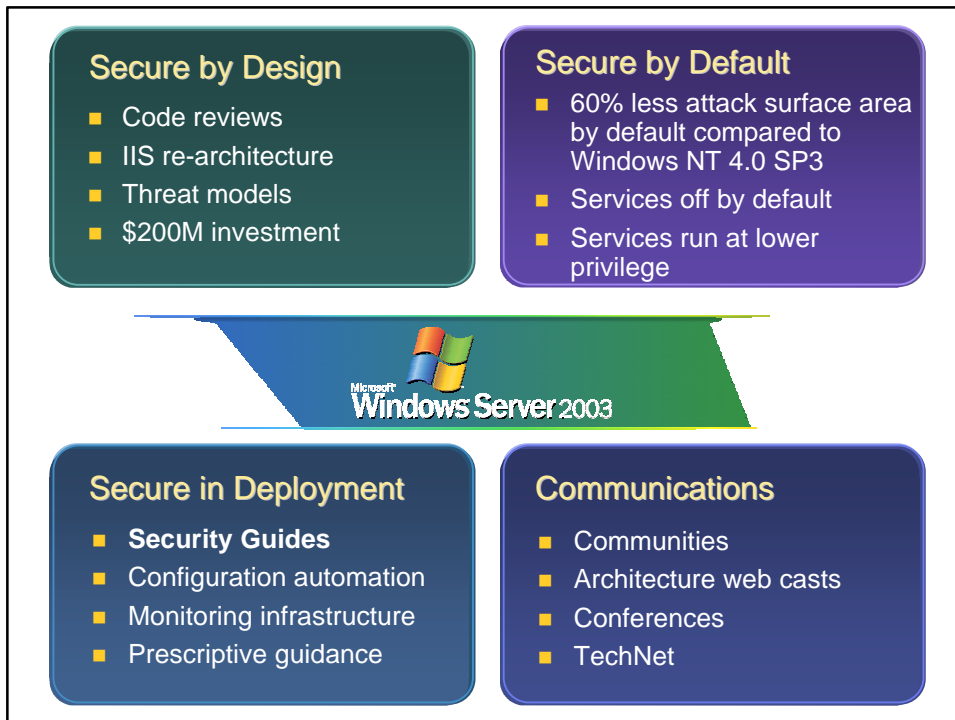 Secure by Design
Code reviews
IIS re-architecture
Threat models
$200M investment
Secure by Default
60% less attack surface area
by default compared to
Windows NT 4.0 SP3
Services off by default
Services run at lower
privilege
Microsoft
Windows Server 2003
Secure in Deployment
Security Guides
Configuration automation
Monitoring infrastructure
Prescriptive guidance
Communications
Communities
Architecture web casts
Conferences
TechNet